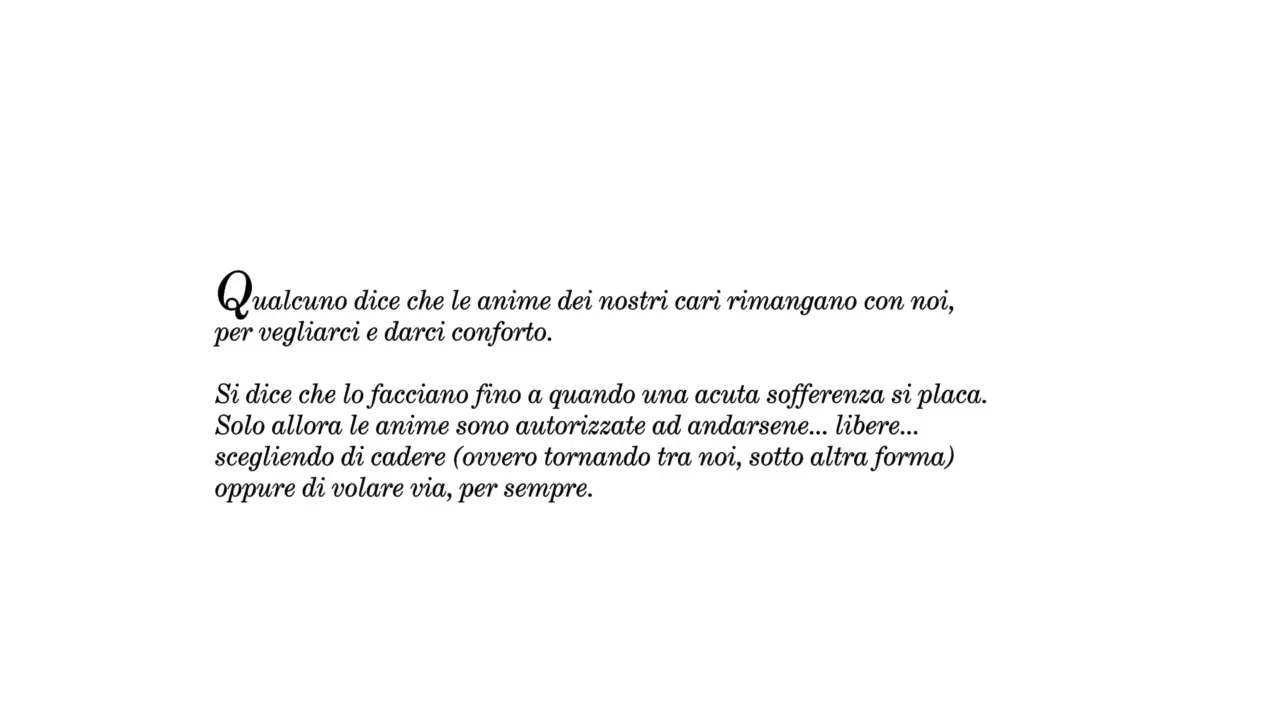 Qualcuno dice che le anime dei nostri cari rimangano con noi,
per vegliarci e darci conforto.
Si dice che lo facciano fino a quando una acuta sofferenza si placa.
Solo allora le anime sono autorizzate ad andarsene... libere...
scegliendo di cadere (ovvero tornando tra noi, sotto altra forma)
oppure di volare via, per sempre.